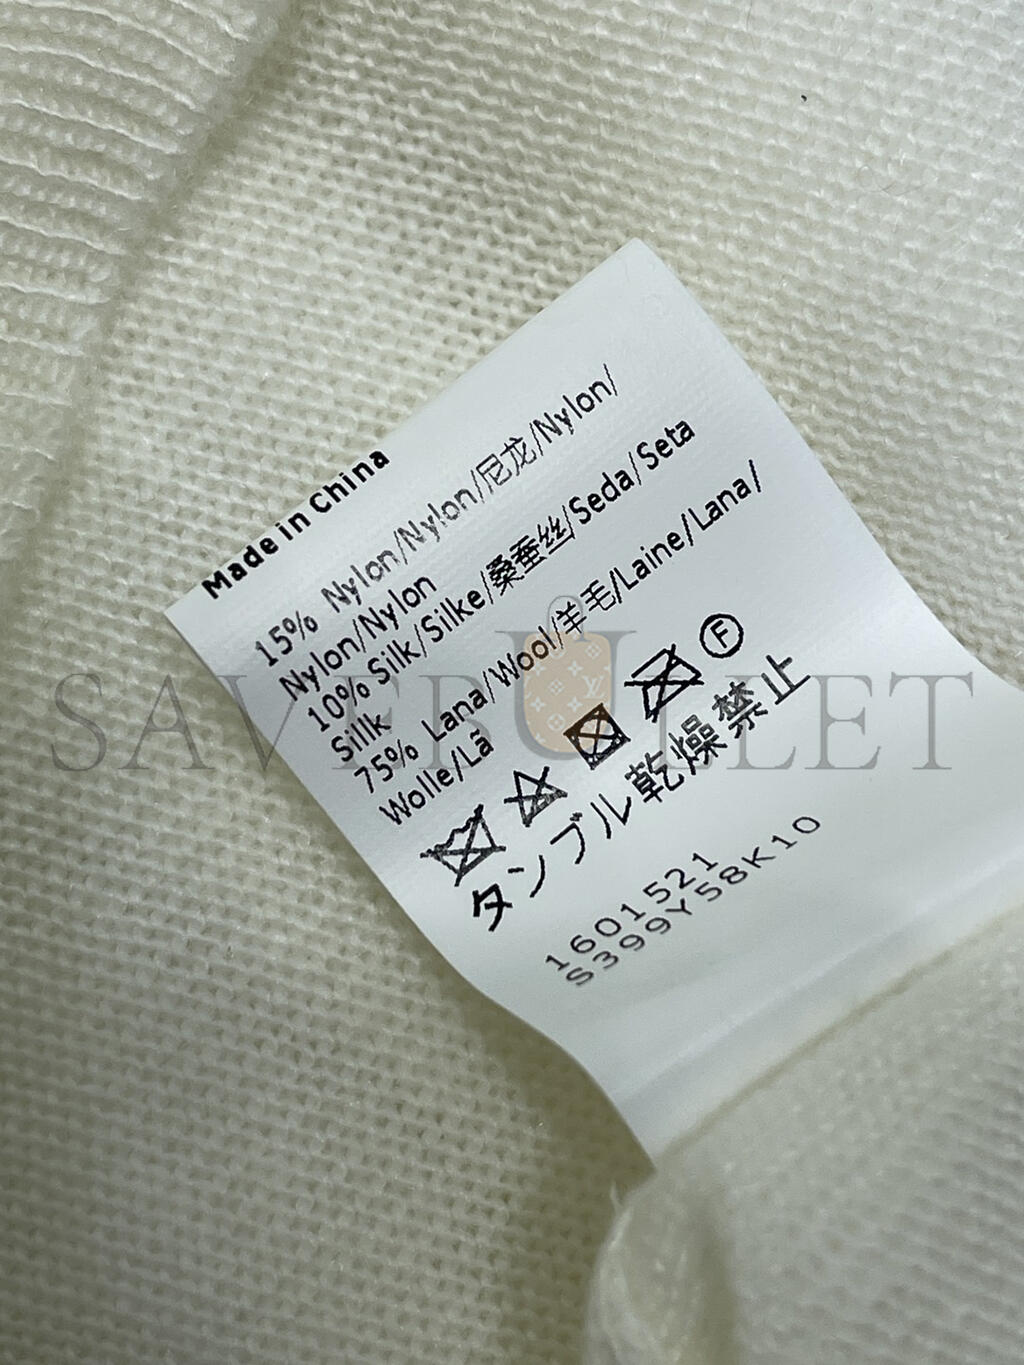 Made in China
15% Nylon/Nylon/Nylon/尼龙/Nylon/
Nylon/Nylon
10% Silk/Silke/桑蚕丝/Seda/Seta
Sillk
75% Lana/Wool/羊毛/Laine/Lana/
Wolle/Lã
F
タンブル乾燥禁止
1601521
S399Y58K10
SAVEBULLET